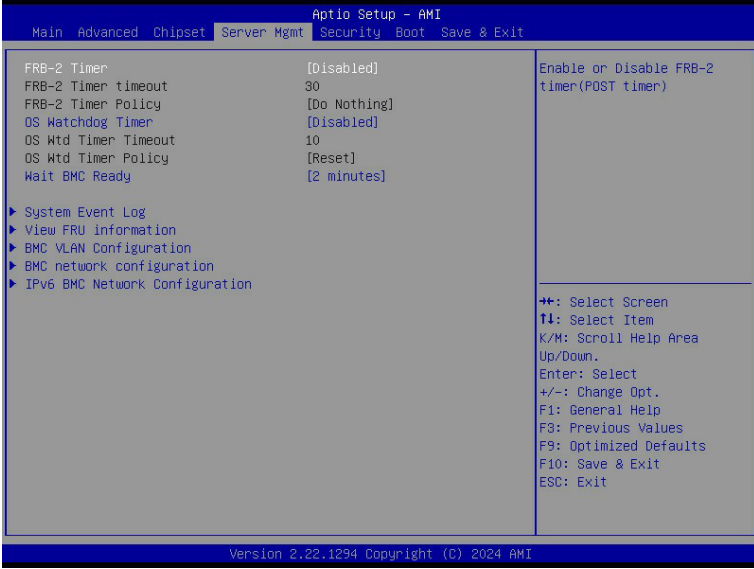 Aptio Setup – AMI
Main Advanced Chipset Server Mgmt Security Boot Save & Exit
FRB-2 Timer [Disabled]
FRB-2 Timer timeout 30
FRB-2 Timer Policy [Do Nothing]
OS Watchdog Timer [Disabled]
OS Wtd Timer Timeout 10
OS Wtd Timer Policy [Reset]
Wait BMC Ready [2 minutes]
System Event Log
View FRU information
BMC VLAN Configuration
BMC network configuration
IPv6 BMC Network Configuration
Enable or Disable FRB-2
timer(POST timer)
→←: Select Screen
↑↓: Select Item
K/M: Scroll Help Area
Up/Down.
Enter: Select
+/-: Change Opt.
F1: General Help
F3: Previous Values
F9: Optimized Defaults
F10: Save & Exit
ESC: Exit
Version 2.22.1294 Copyright (C) 2024 AMI